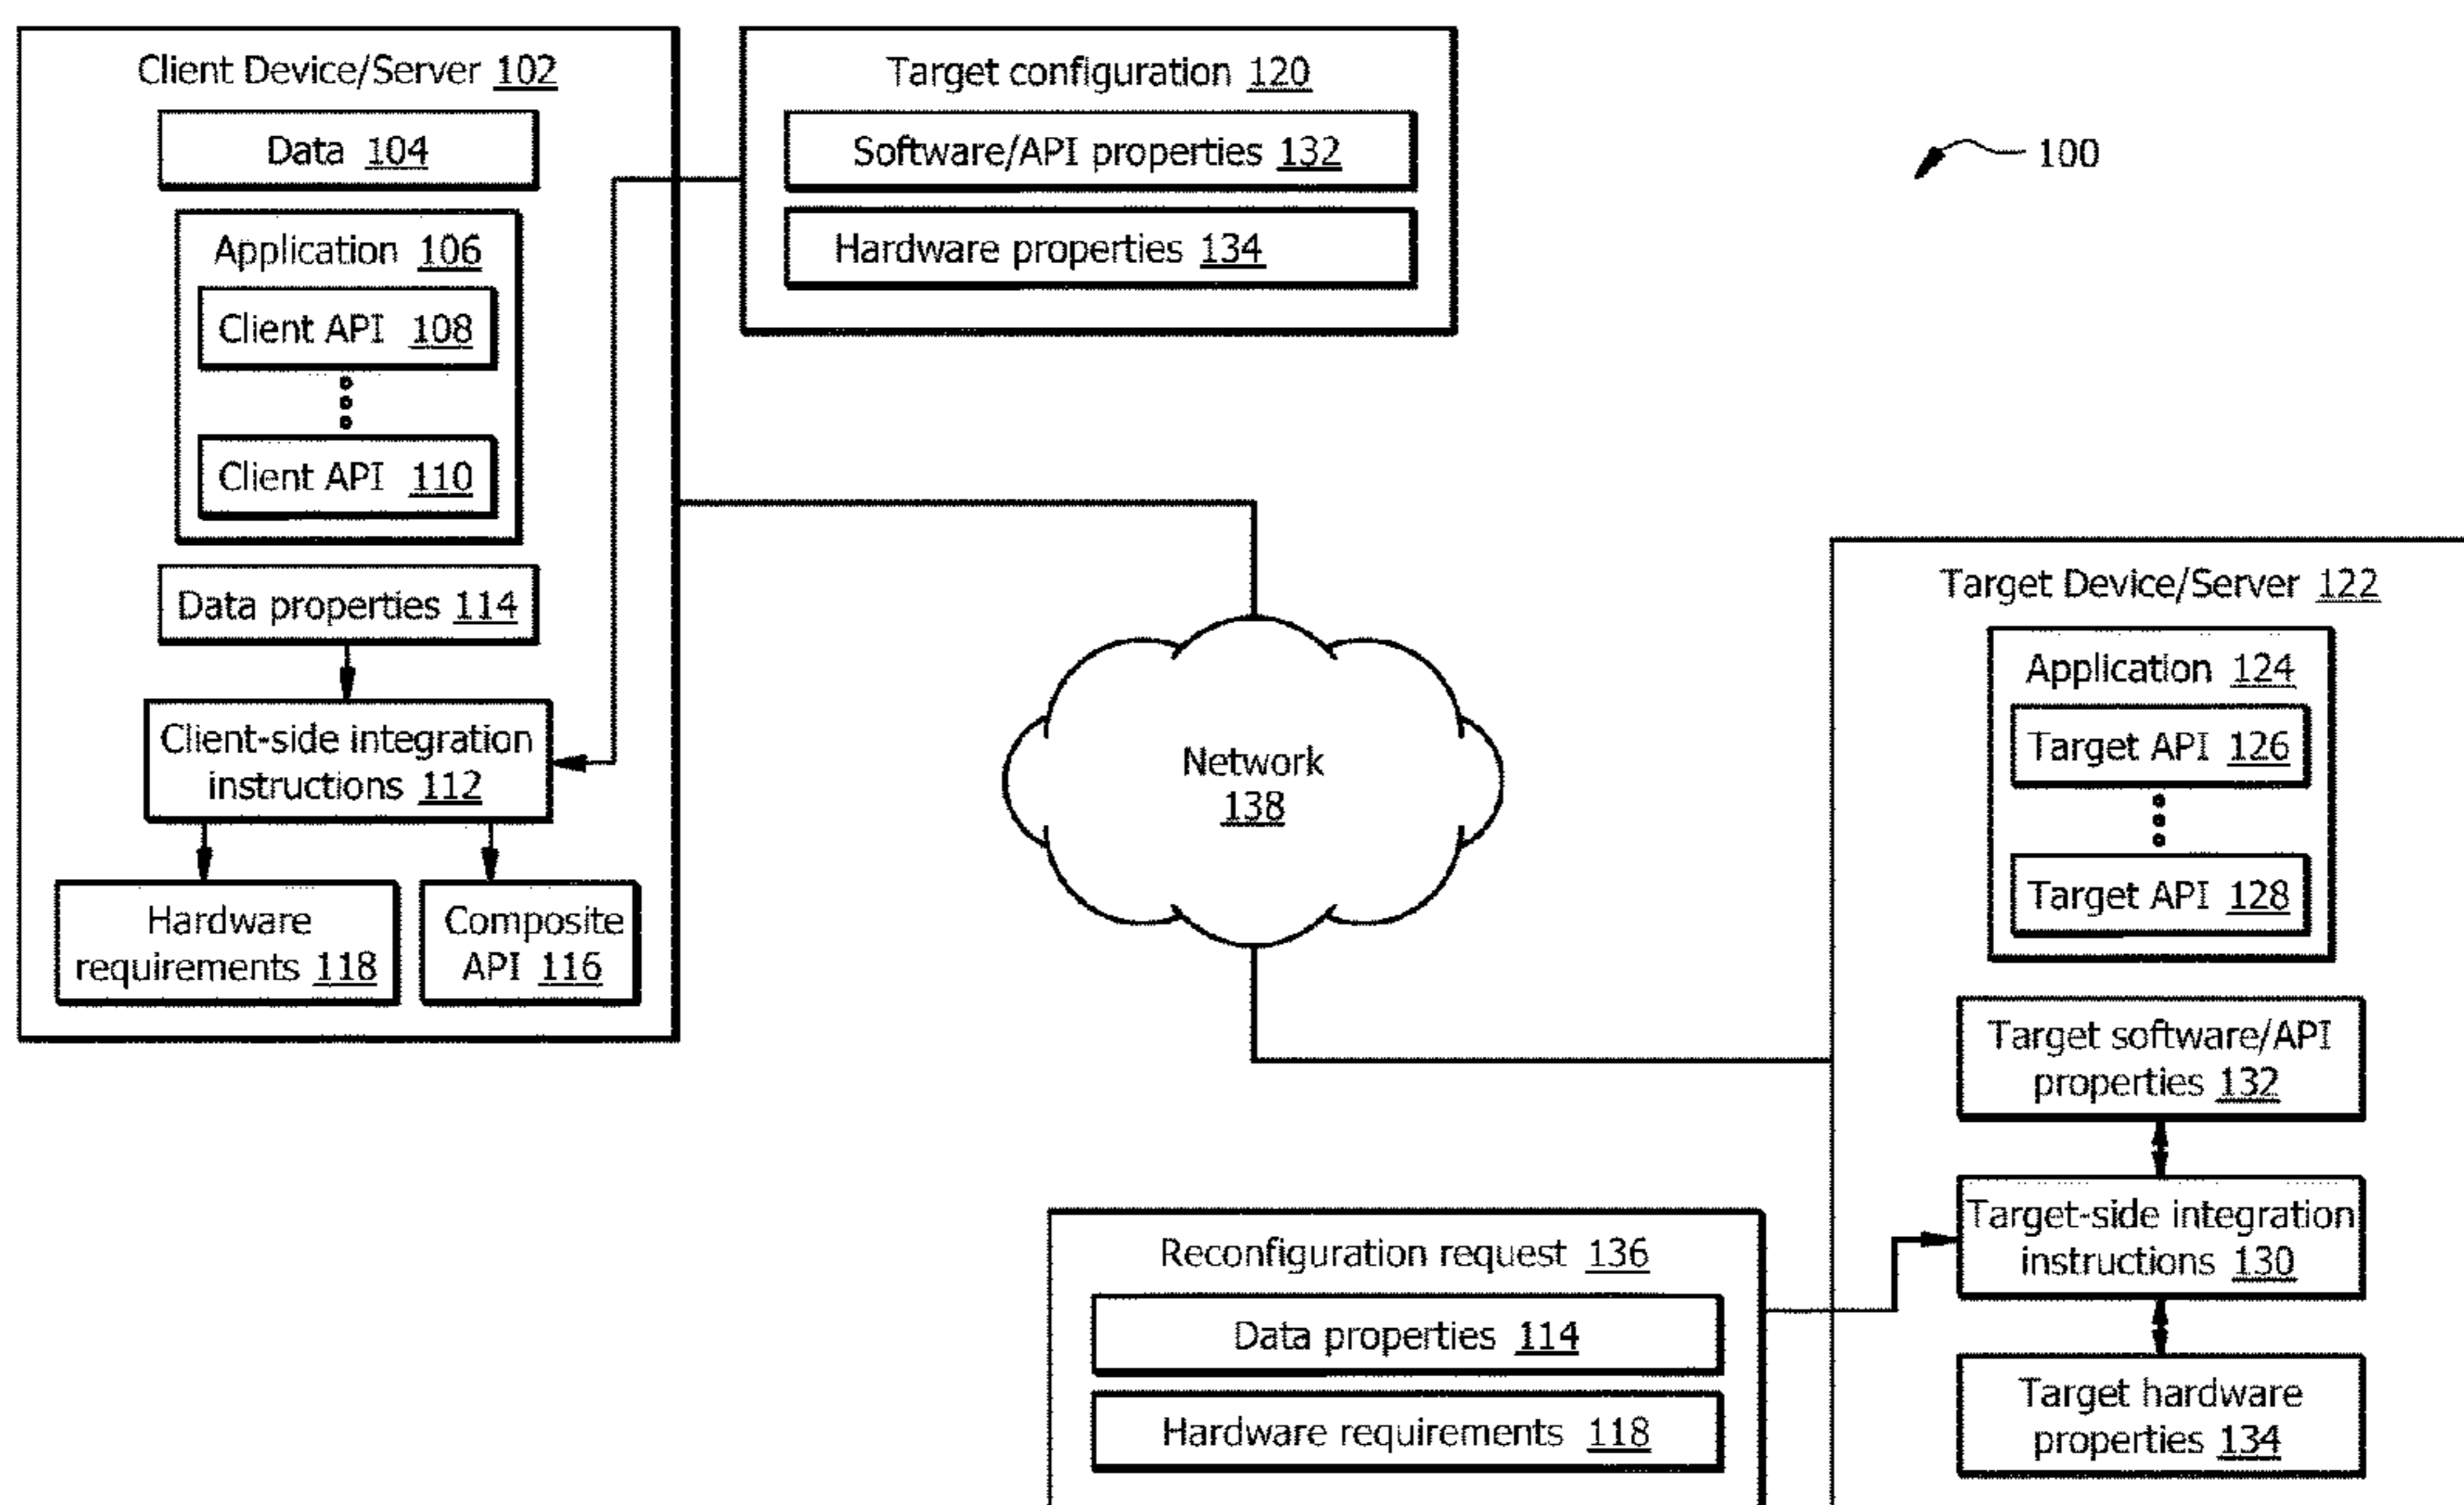 Client Device/Server 102
Data 104
Application 106
Client API 108
Client API 110
Data properties 114
Client-side integration
instructions 112
Hardware
requirements 118
Composite
API 116
Target configuration 120
Software/API properties 132
Hardware properties 134
100
Network
138
Target Device/Server 122
Application 124
Target API 126
Target API 128
Target software/API
properties 132
Target-side integration
instructions 130
Target hardware
properties 134
Reconfiguration request 136
Data properties 114
Hardware requirements 118